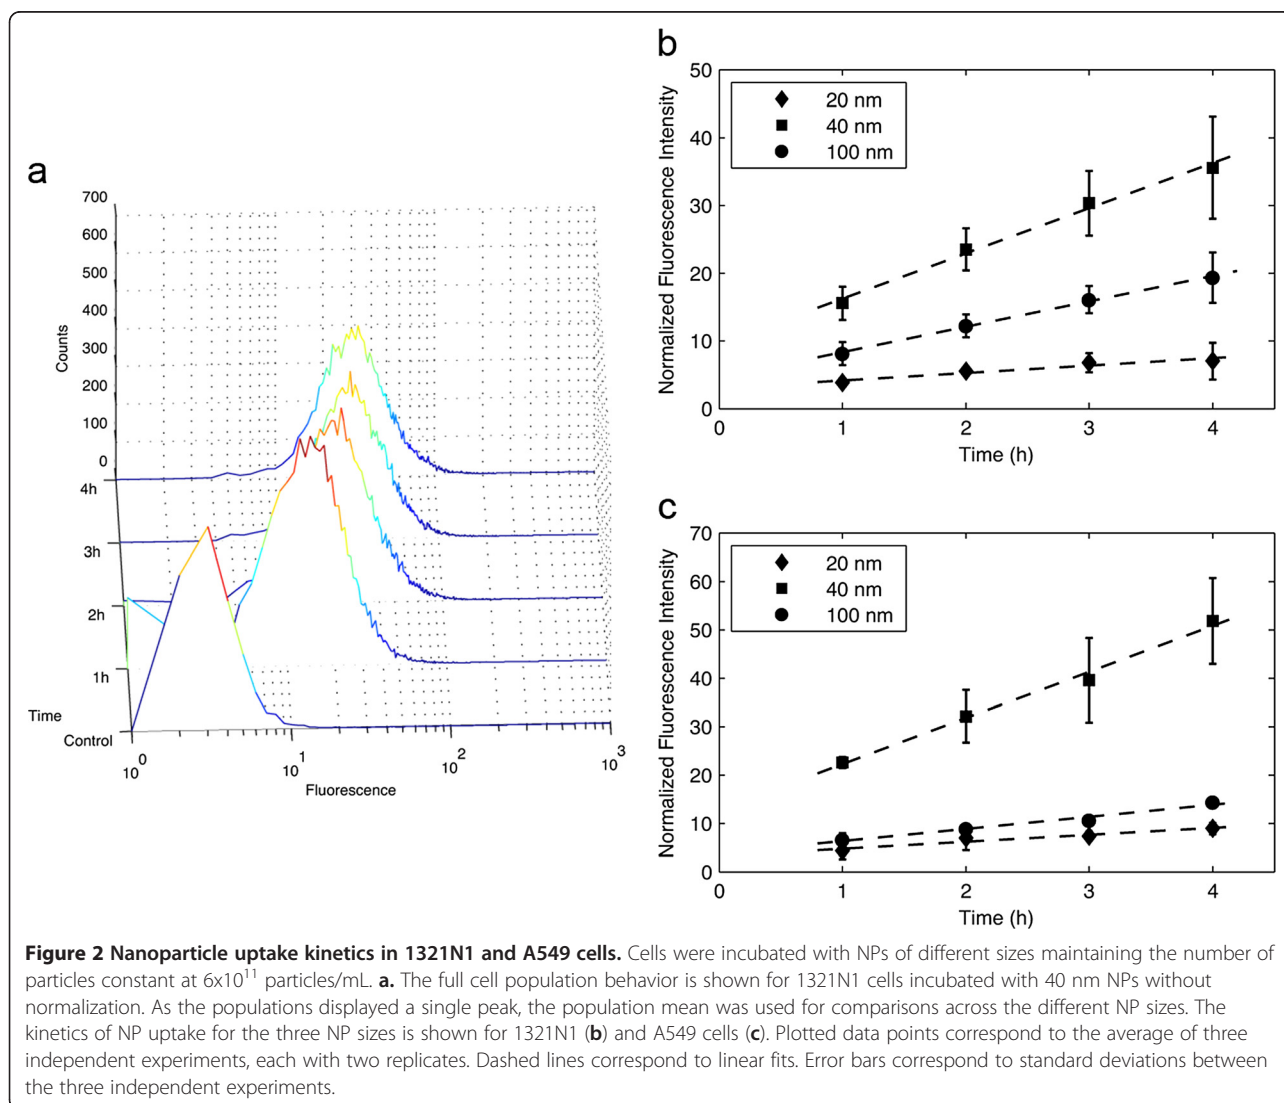 a
700
600
500
400
300
200
100
0
Counts
4h
3h
2h
1h
Time
Control
10^0
10^1
10^2
10^3
Fluorescence
b
50
40
30
20
10
0
Normalized Fluorescence Intensity
20 nm
40 nm
100 nm
0 1 2 3 4
Time (h)
c
70
60
50
40
30
20
10
0
Normalized Fluorescence Intensity
20 nm
40 nm
100 nm
0 1 2 3 4
Time (h)
Figure 2 Nanoparticle uptake kinetics in 1321N1 and A549 cells. Cells were incubated with NPs of different sizes maintaining the number of
particles constant at 6x10^11 particles/mL. a. The full cell population behavior is shown for 1321N1 cells incubated with 40 nm NPs without
normalization. As the populations displayed a single peak, the population mean was used for comparisons across the different NP sizes. The
kinetics of NP uptake for the three NP sizes is shown for 1321N1 (b) and A549 cells (c). Plotted data points correspond to the average of three
independent experiments, each with two replicates. Dashed lines correspond to linear fits. Error bars correspond to standard deviations between
the three independent experiments.